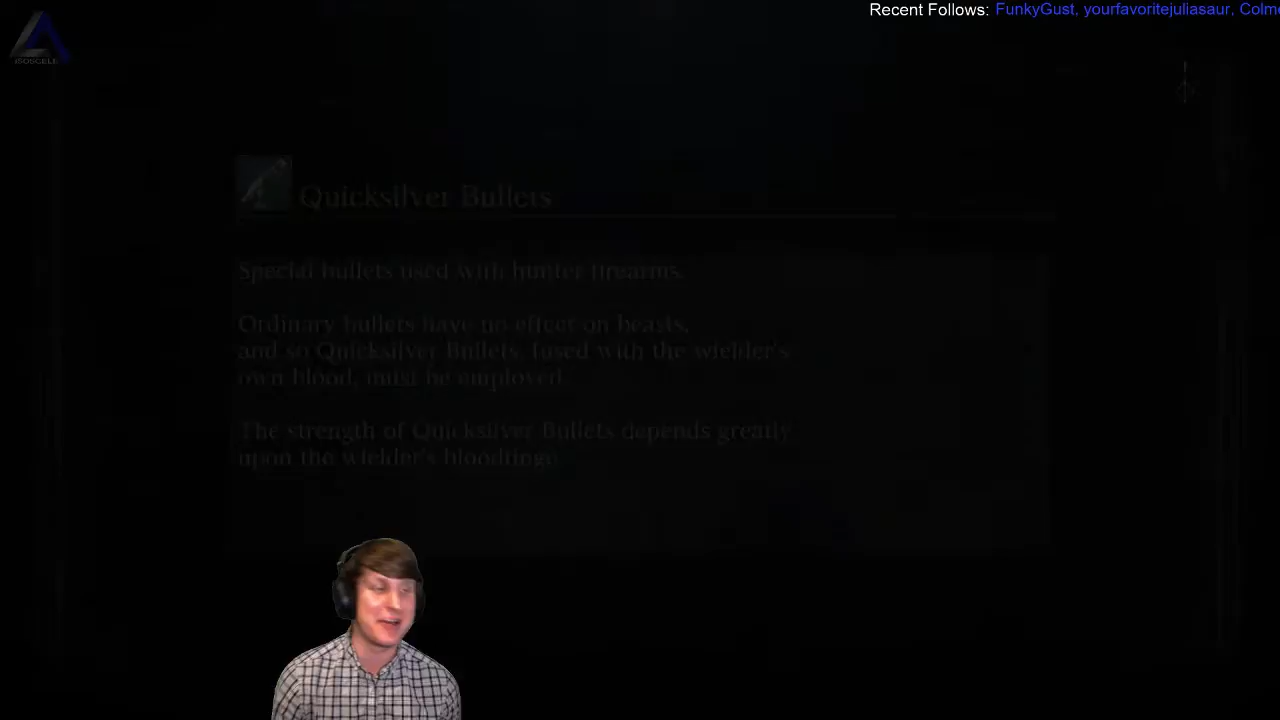 Recent Follows: FunkyGust, yourfavoritejuliasaur, Colme
ISOSCELE
Quicksilver Bullets
Special bullets used with hunter firearms.
Ordinary bullets have no effect on beasts,
and so Quicksilver Bullets, fused with the wielder's
own blood, must be employed.
The strength of Quicksilver Bullets depends greatly
upon the wielder's bloodtinge.